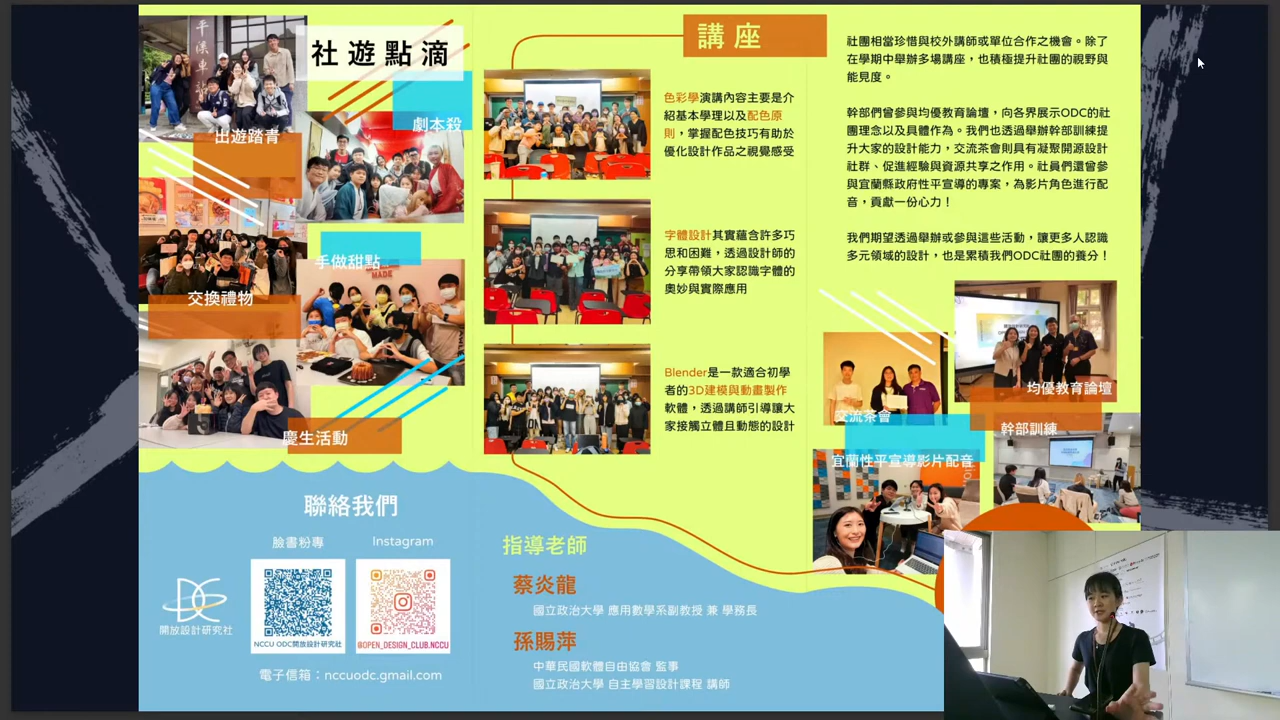 社遊點滴
出遊踏青
劇本殺
手做甜點
MADE
交換禮物
慶生活動
講座
色彩學演講內容主要是介
紹基本學理以及配色原
則，掌握配色技巧有助於
優化設計作品之視覺感受
字體設計其實蘊含許多巧
思和困難，透過設計師的
分享帶領大家認識字體的
奧妙與實際應用
Blender是一款適合初學
者的3D建模與動畫製作
軟體，透過講師引導讓大
家接觸立體且動態的設計
社團相當珍惜與校外講師或單位合作之機會。除了
在學期中舉辦多場講座，也積極提升社團的視野與
能見度。
幹部們曾參與均優教育論壇，向各界展示ODC的社
團理念以及具體作為。我們也透過舉辦幹部訓練提
升大家的設計能力，交流茶會則具有凝聚開源設計
社群、促進經驗與資源共享之作用。社員們還曾參
與宜蘭縣政府性平宣導的專案，為影片角色進行配
音，貢獻一份心力！
我們期望透過舉辦或參與這些活動，讓更多人認識
多元領域的設計，也是累積我們ODC社團的養分！
均優教育論壇
交流茶會
幹部訓練
宜蘭性平宣導影片配音
聯絡我們
臉書粉專
Instagram
開放設計研究社
NCCU ODC開放設計研究社
@OPEN_DESIGN_CLUB.NCCU
電子信箱：nccuodc.gmail.com
指導老師
蔡炎龍
國立政治大學 應用數學系副教授 兼 學務長
孫賜萍
中華民國軟體自由協會 監事
國立政治大學 自主學習設計課程 講師